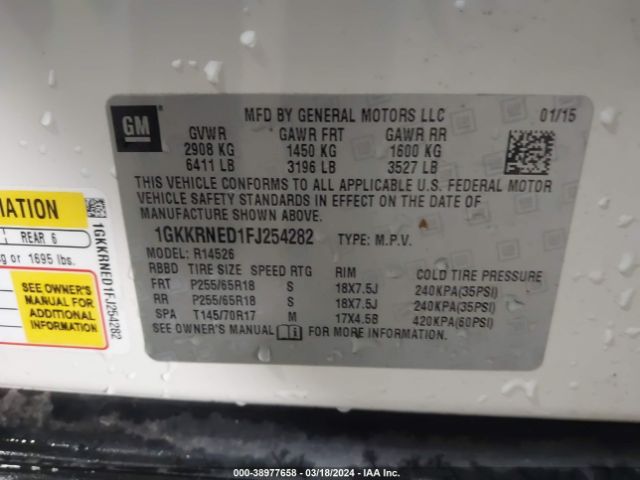 GM
MFD BY GENERAL MOTORS LLC 01/15
GVWR GAWR FRT GAWR RR
2908 KG 1450 KG 1600 KG
6411 LB 3196 LB 3527 LB
THIS VEHICLE CONFORMS TO ALL APPLICABLE U.S. FEDERAL MOTOR
VEHICLE SAFETY STANDARDS IN EFFECT ON THE DATE OF
MANUFACTURE SHOWN ABOVE.
1GKKRNED1FJ254282 TYPE: M.P.V.
MODEL: R14526
RBBD TIRE SIZE SPEED RTG RIM COLD TIRE PRESSURE
FRT P255/65R18 S 18X7.5J 240KPA(35PSI)
RR P255/65R18 S 18X7.5J 240KPA(35PSI)
SPA T145/70R17 M 17X4.5B 420KPA(60PSI)
SEE OWNER'S MANUAL FOR MORE INFORMATION.
MATION
REAR 6
g or 1695 lbs.
SEE OWNER'S
MANUAL FOR
ADDITIONAL
INFORMATION
1GKKRNED1FJ254282
000-38977658 - 03/18/2024 - IAA Inc.